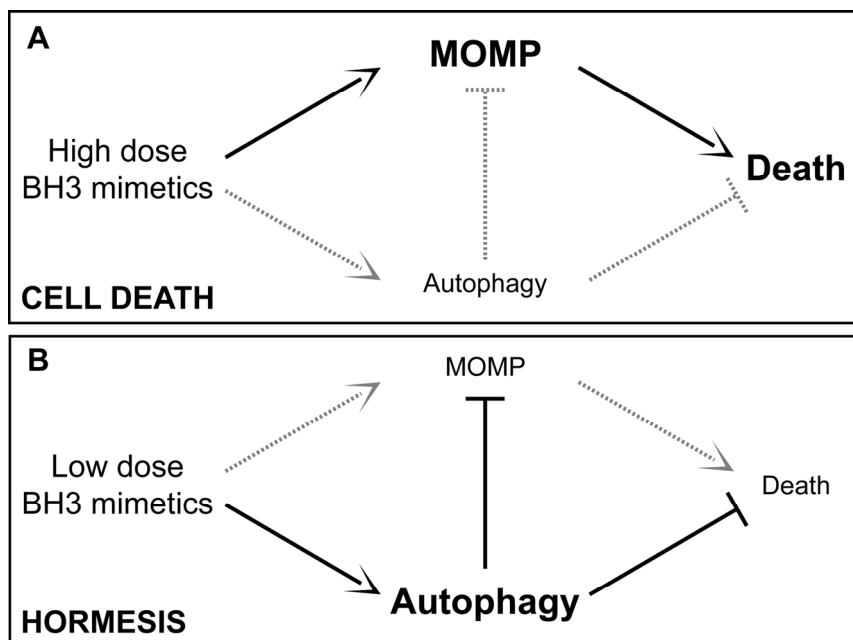 A
MOMP
High dose
BH3 mimetics
Death
Autophagy
CELL DEATH
B
MOMP
Low dose
BH3 mimetics
Death
Autophagy
HORMESIS